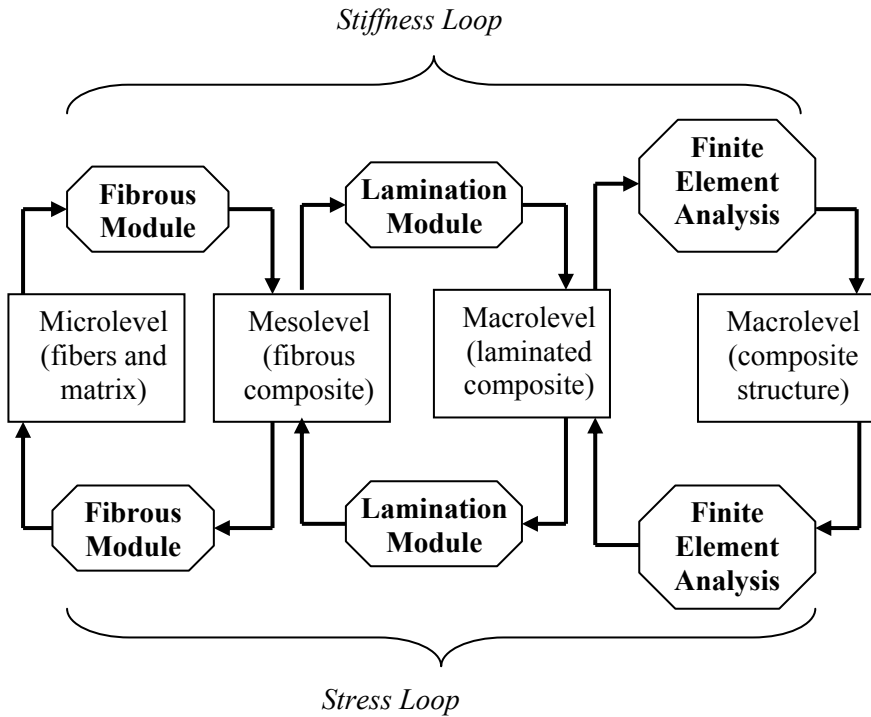 Stiffness Loop
Fibrous
Module
Lamination
Module
Finite
Element
Analysis
Microlevel
(fibers and
matrix)
Mesolevel
(fibrous
composite)
Macrolevel
(laminated
composite)
Macrolevel
(composite
structure)
Fibrous
Module
Lamination
Module
Finite
Element
Analysis
Stress Loop